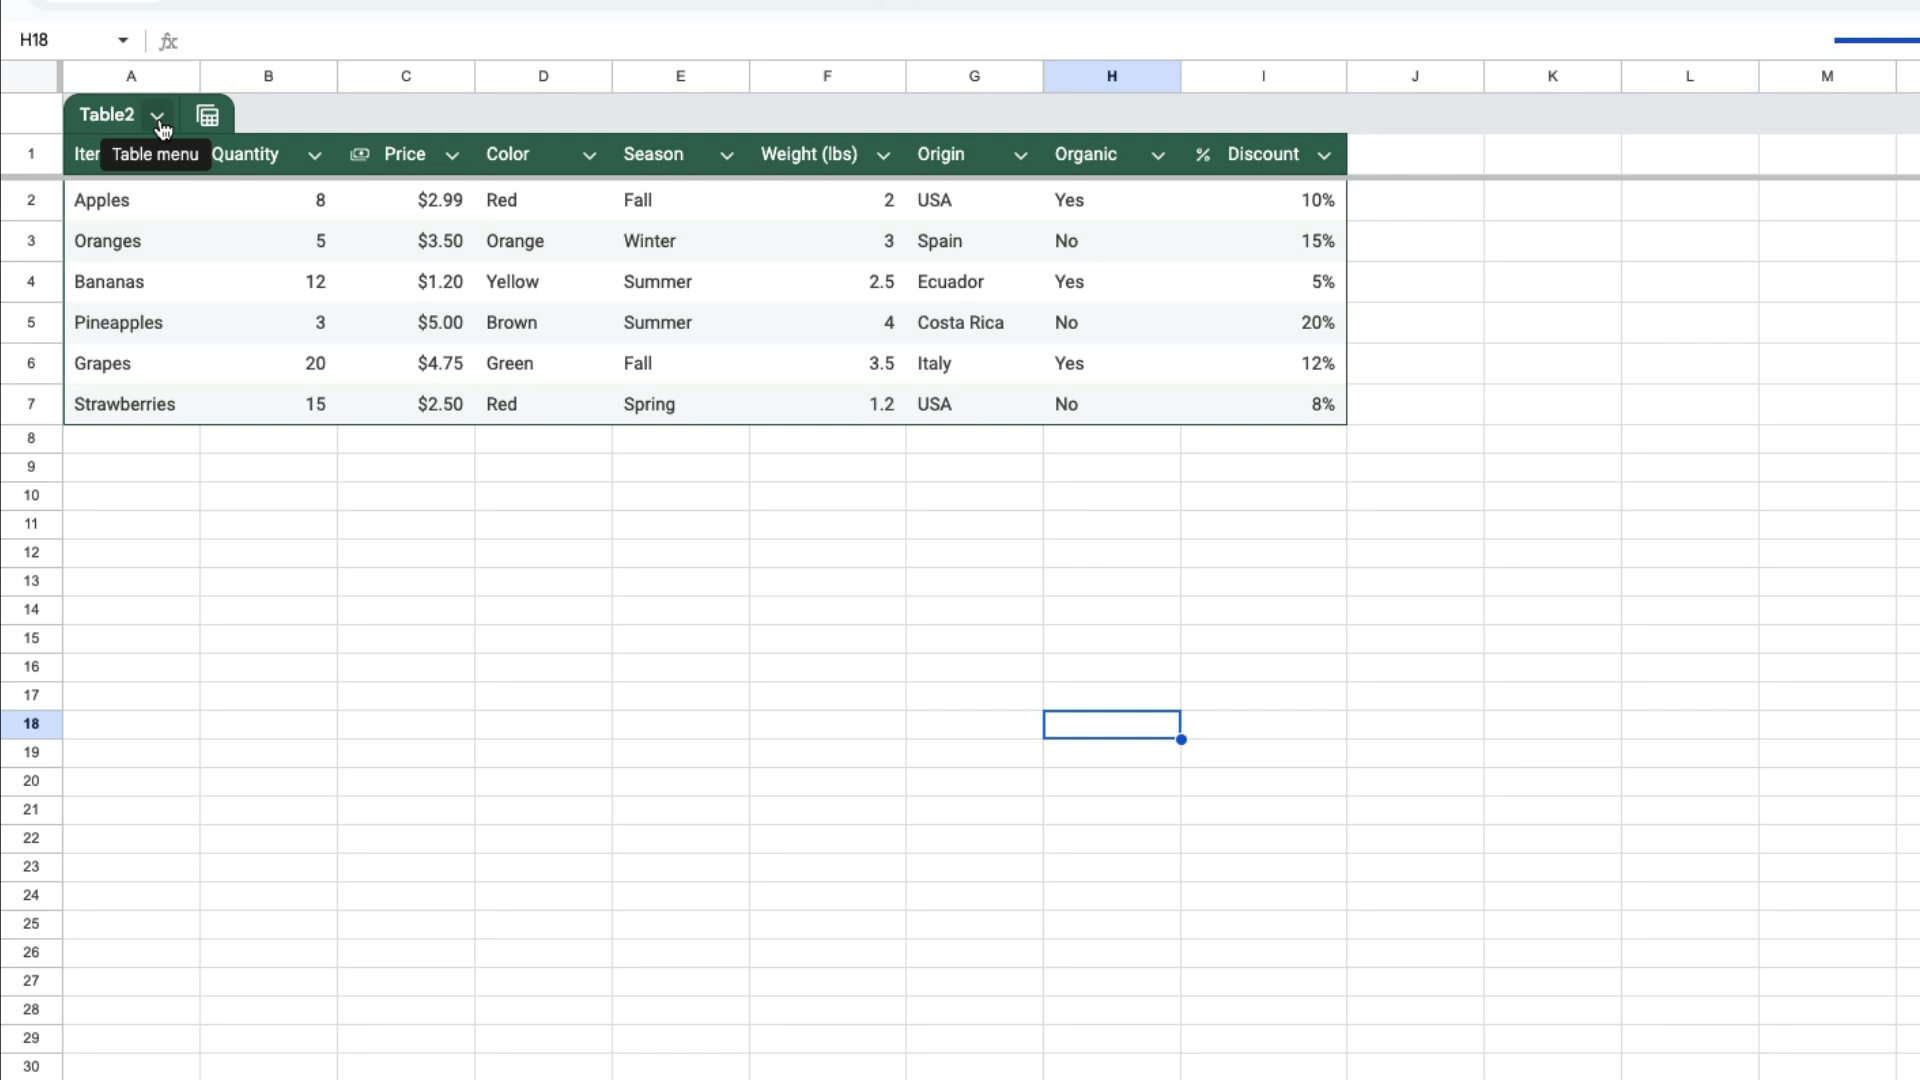 H18 fx
A B C D E F G H I J K L M
Table2
Table menu
1 Quantity Price Color Season Weight (lbs) Origin Organic % Discount
2 Apples 8 $2.99 Red Fall 2 USA Yes 10%
3 Oranges 5 $3.50 Orange Winter 3 Spain No 15%
4 Bananas 12 $1.20 Yellow Summer 2.5 Ecuador Yes 5%
5 Pineapples 3 $5.00 Brown Summer 4 Costa Rica No 20%
6 Grapes 20 $4.75 Green Fall 3.5 Italy Yes 12%
7 Strawberries 15 $2.50 Red Spring 1.2 USA No 8%
8
9
10
11
12
13
14
15
16
17
18
19
20
21
22
23
24
25
26
27
28
29
30